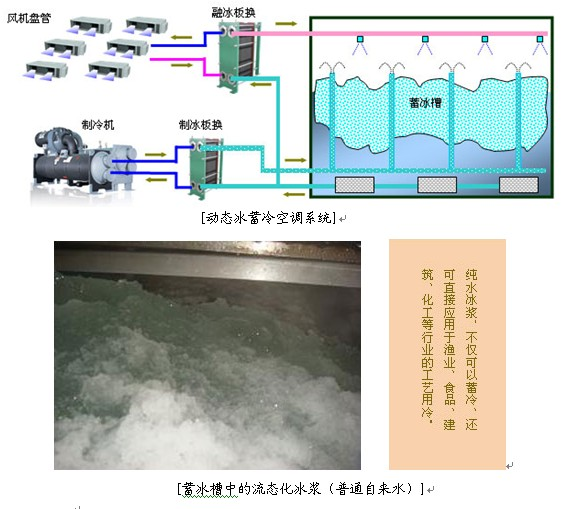 风机盘管
融冰板换
蓄冰槽
制冷机
制冰板换
[动态冰蓄冷空调系统]
纯水冰浆，不仅可以蓄冷，还
可直接应用于渔业、食品、建
筑、化工等行业的工艺用冷。
[蓄冰槽中的流态化冰浆（普通自来水）]